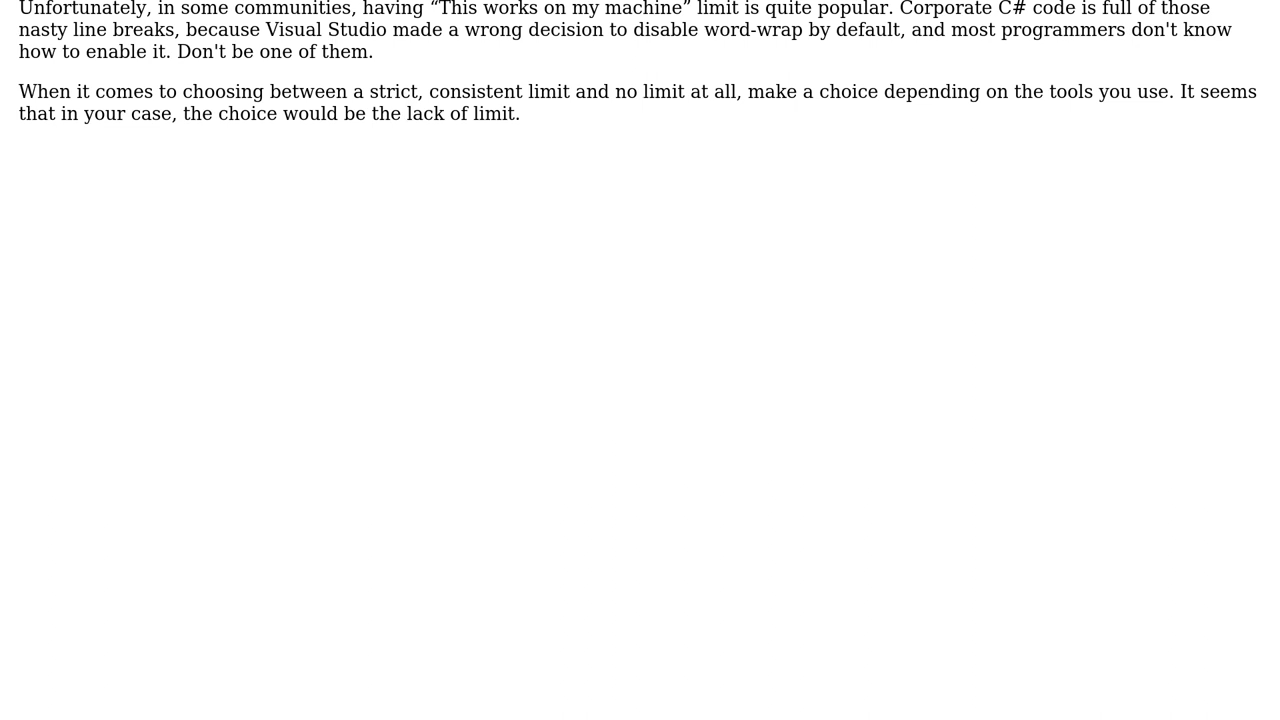 Unfortunately, in some communities, having “This works on my machine” limit is quite popular. Corporate C# code is full of those
nasty line breaks, because Visual Studio made a wrong decision to disable word-wrap by default, and most programmers don't know
how to enable it. Don't be one of them.
When it comes to choosing between a strict, consistent limit and no limit at all, make a choice depending on the tools you use. It seems
that in your case, the choice would be the lack of limit.